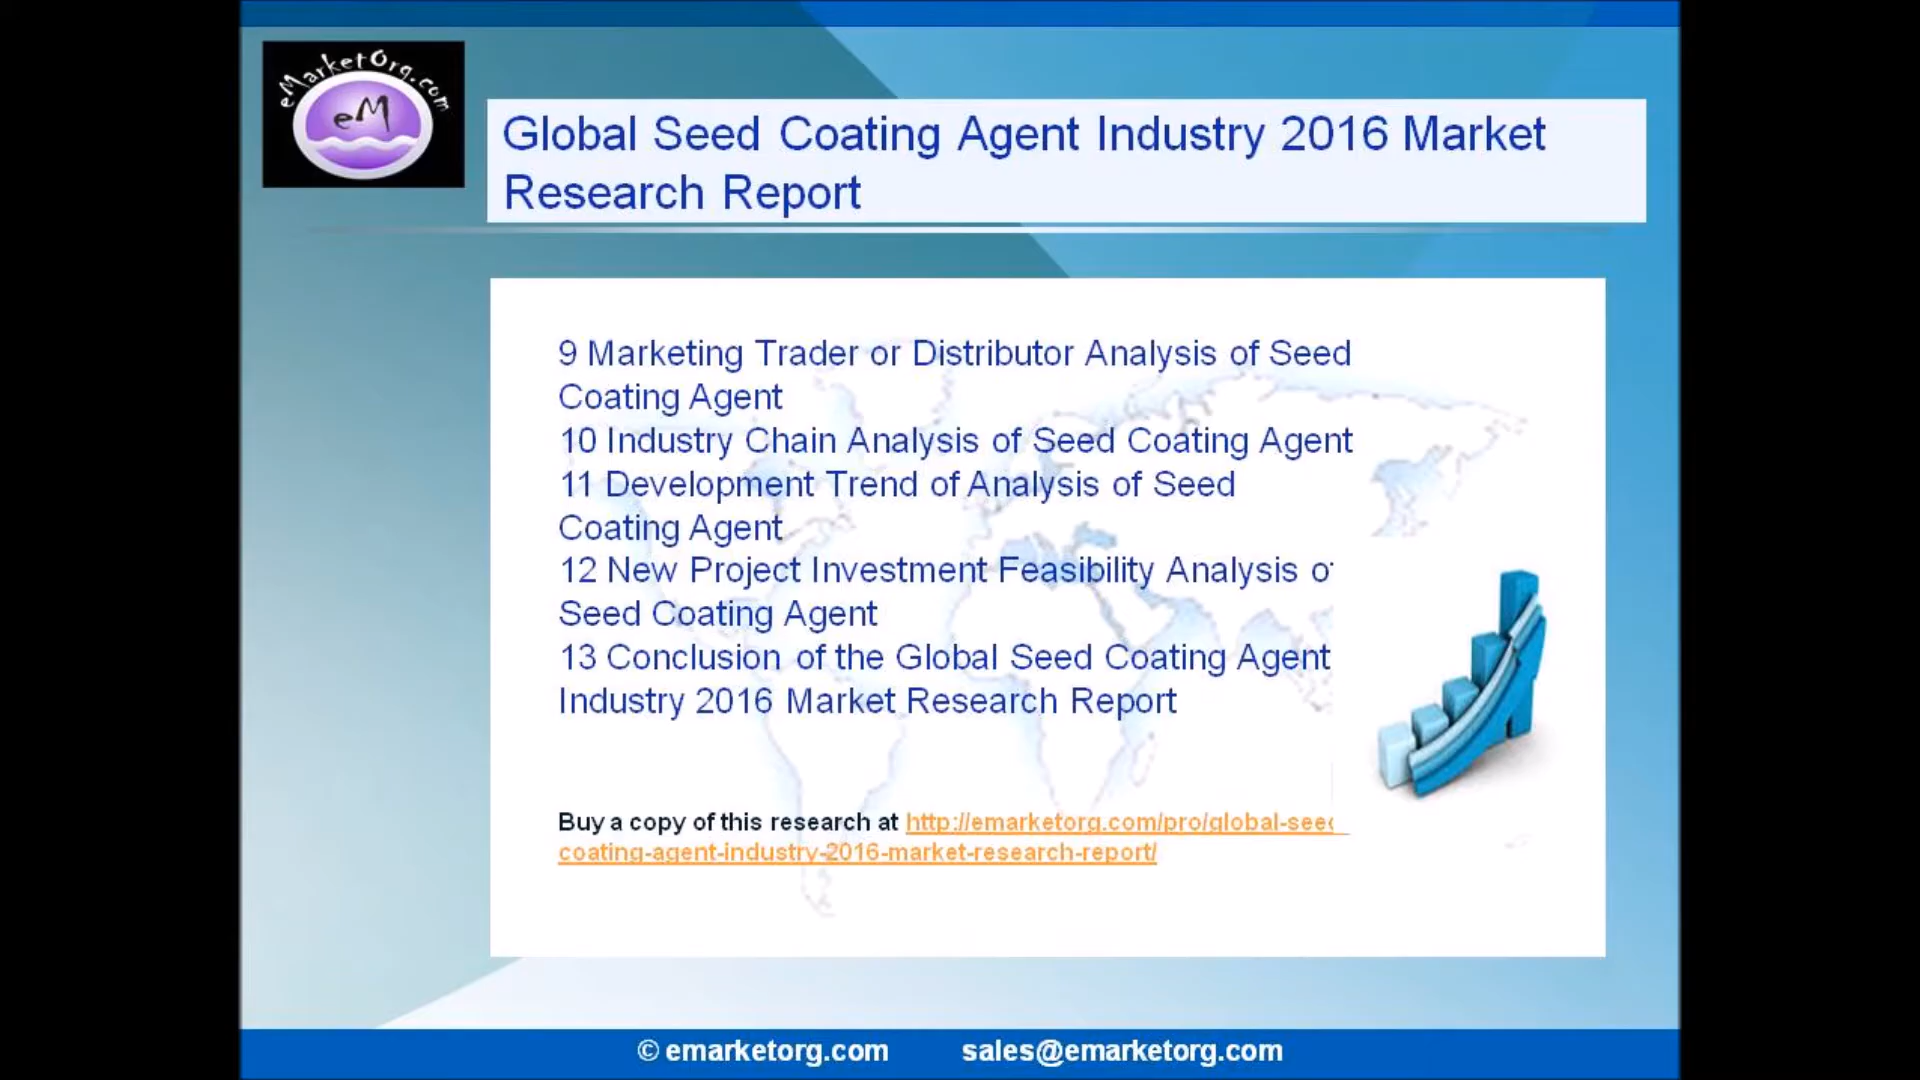 eMarketOrg.com
eM
Global Seed Coating Agent Industry 2016 Market
Research Report
9 Marketing Trader or Distributor Analysis of Seed
Coating Agent
10 Industry Chain Analysis of Seed Coating Agent
11 Development Trend of Analysis of Seed
Coating Agent
12 New Project Investment Feasibility Analysis of
Seed Coating Agent
13 Conclusion of the Global Seed Coating Agent
Industry 2016 Market Research Report
Buy a copy of this research at http://emarketorg.com/pro/global-seed-
coating-agent-industry-2016-market-research-report/
© emarketorg.com sales@emarketorg.com